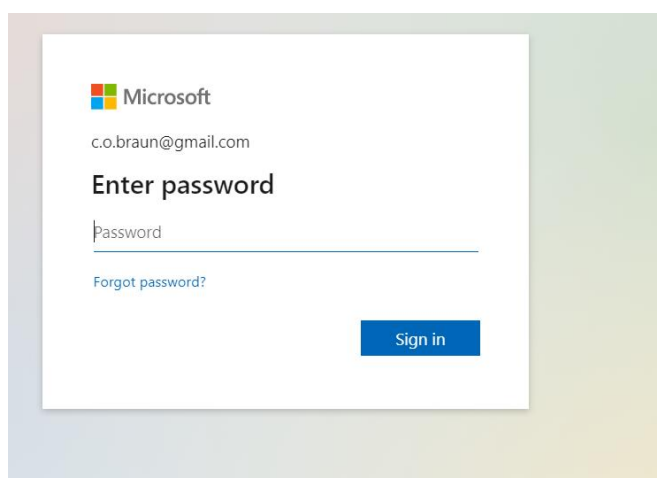 Microsoft
c.o.braun@gmail.com
Enter password
Password
Forgot password?
Sign in